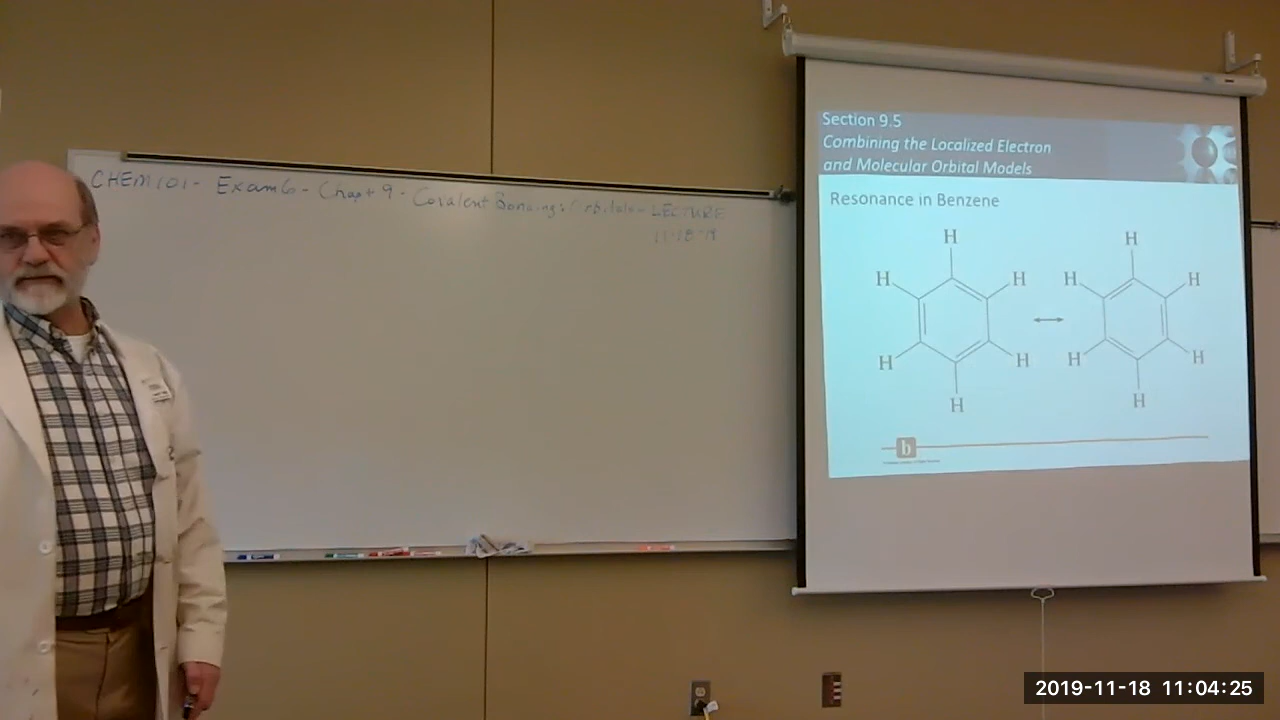 CHEM 101 - Exam 6 - Chapt 9 - Covalent Bonding: Orbitals - LECTURE
11-18-19
Section 9.5
Combining the Localized Electron
and Molecular Orbital Models
Resonance in Benzene
H H
H H H H
H H H H
H H
b
2019-11-18 11:04:25